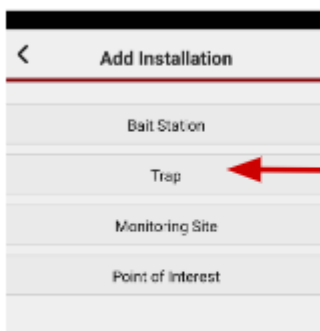 Add Installation
Bait Station
Trap
Monitoring Site
Point of Interest